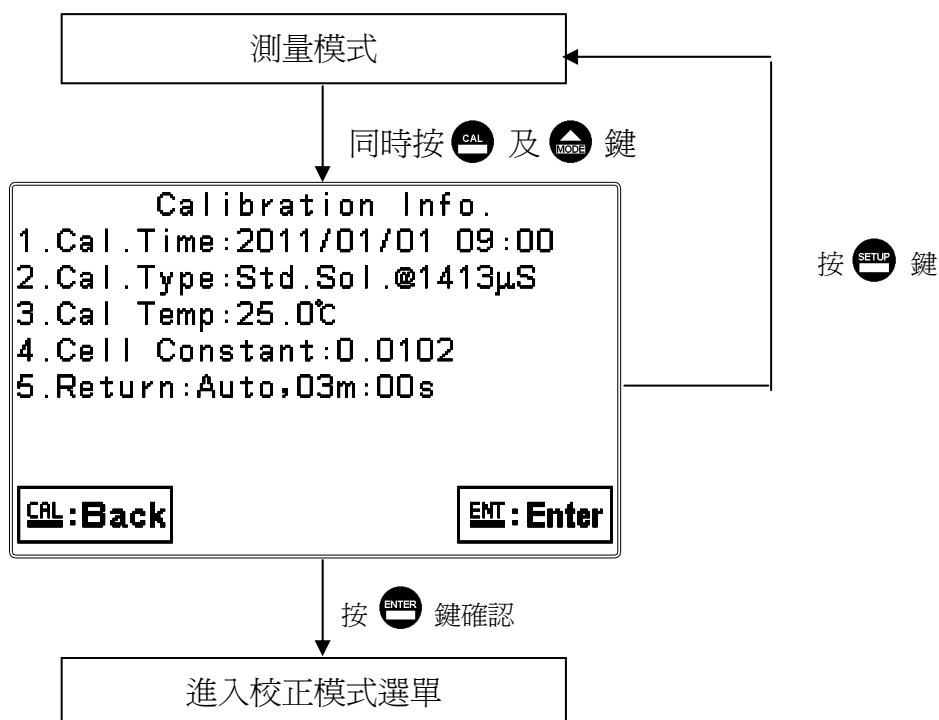 測量模式
同時按 CAL 及 MODE 鍵
Calibration Info.
1.Cal.Time:2011/01/01 09:00
2.Cal.Type:Std.Sol.@1413μS
3.Cal Temp:25.0℃
4.Cell Constant:0.0102
5.Return:Auto,03m:00s
CAL:Back ENT:Enter
按 SETUP 鍵
按 ENTER 鍵確認
進入校正模式選單